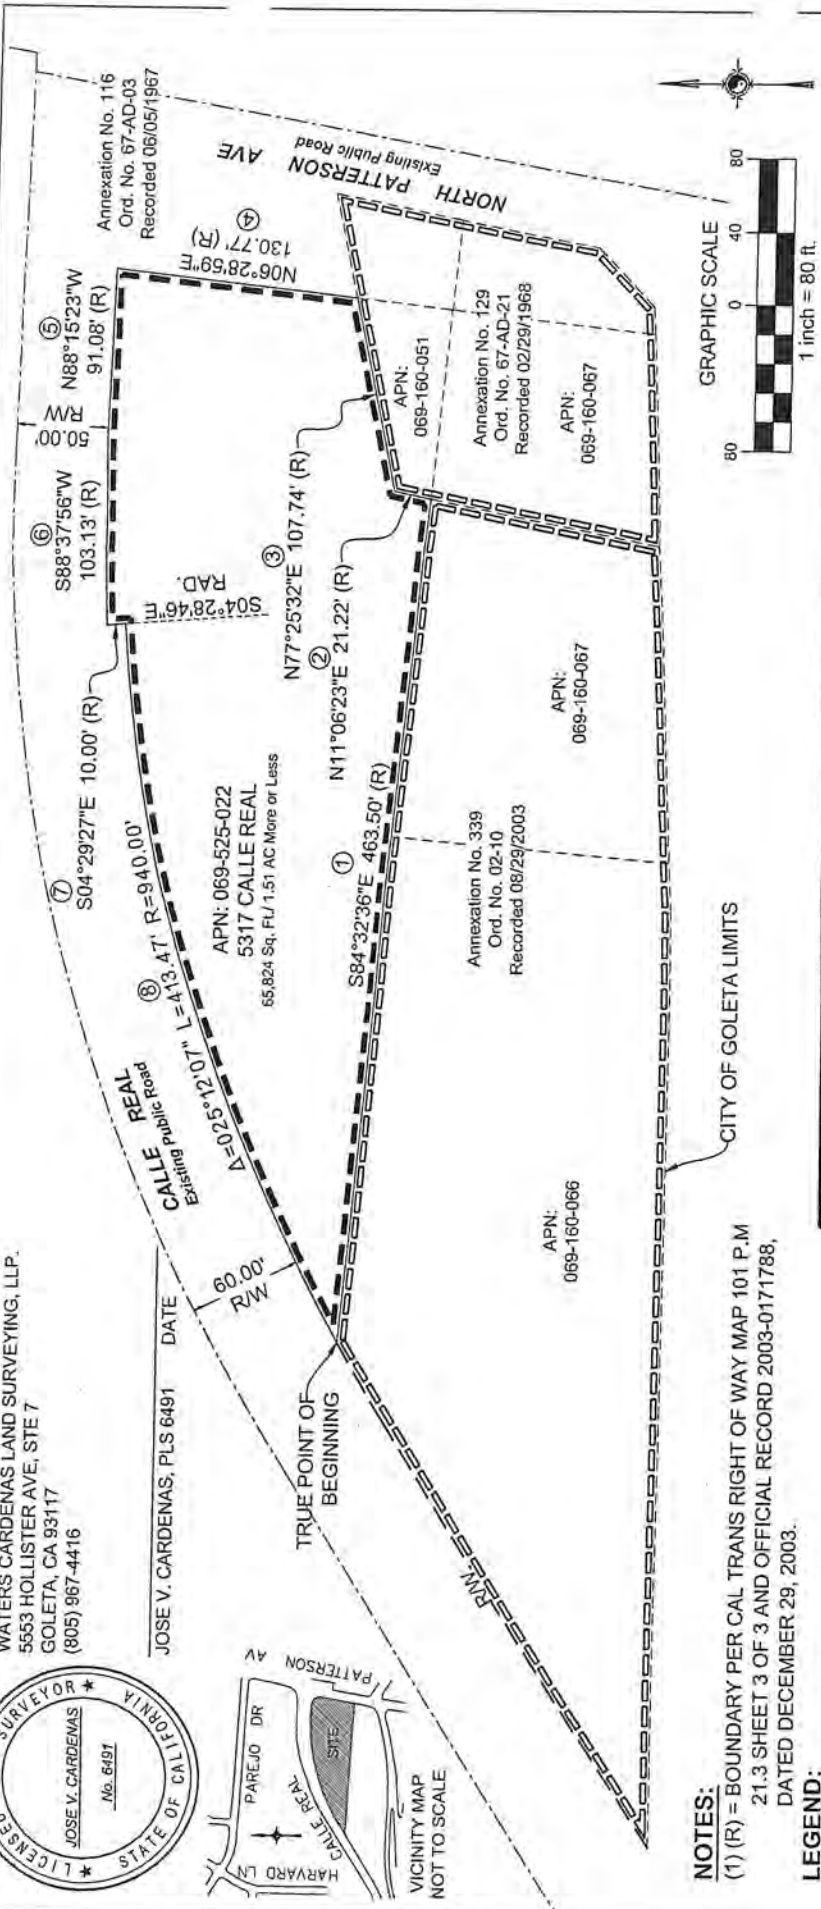 WATERS CARDENAS LAND SURVEYING, LLP.
5553 HOLLISTER AVE, STE 7
GOLETA, CA 93117
(805) 967-4416
JOSE V. CARDENAS, PLS 6491 DATE
LICENSED SURVEYOR
JOSE V. CARDENAS
No. 6491
STATE OF CALIFORNIA
HARVARD LN
PAREJO DR
CALLE REAL
PATTERSON AV
SITE
VICINITY MAP
NOT TO SCALE
CALLE REAL
Existing Public Road
60.00'
R/W
R/W
TRUE POINT OF
BEGINNING
⑧
Δ=025°12'07" L=413.47' R=940.00'
⑦
S04°29'27"E 10.00' (R)
⑥
S88°37'56"W
103.13' (R)
60.00'
R/W
⑤
N88°15'23"W
91.08' (R)
Annexation No. 116
Ord. No. 67-AD-03
Recorded 06/05/1967
④
N06°28'59"E
130.77' (R)
NORTH PATTERSON AVE
Existing Public Road
S04°28'46"E
RAD.
③
N77°25'32"E 107.74' (R)
②
N11°06'23"E 21.22' (R)
①
S84°32'36"E 463.50' (R)
APN: 069-525-022
5317 CALLE REAL
65,824 Sq. Ft./ 1.51 AC More or Less
APN:
069-160-051
Annexation No. 129
Ord. No. 67-AD-21
Recorded 02/29/1968
APN:
069-160-067
APN:
069-160-067
Annexation No. 339
Ord. No. 02-10
Recorded 08/29/2003
APN:
069-160-066
CITY OF GOLETA LIMITS
GRAPHIC SCALE
80 0 40 80
1 inch = 80 ft.
NOTES:
(1) (R) = BOUNDARY PER CAL TRANS RIGHT OF WAY MAP 101 P.M
21.3 SHEET 3 OF 3 AND OFFICIAL RECORD 2003-0171788,
DATED DECEMBER 29, 2003.
LEGEND: